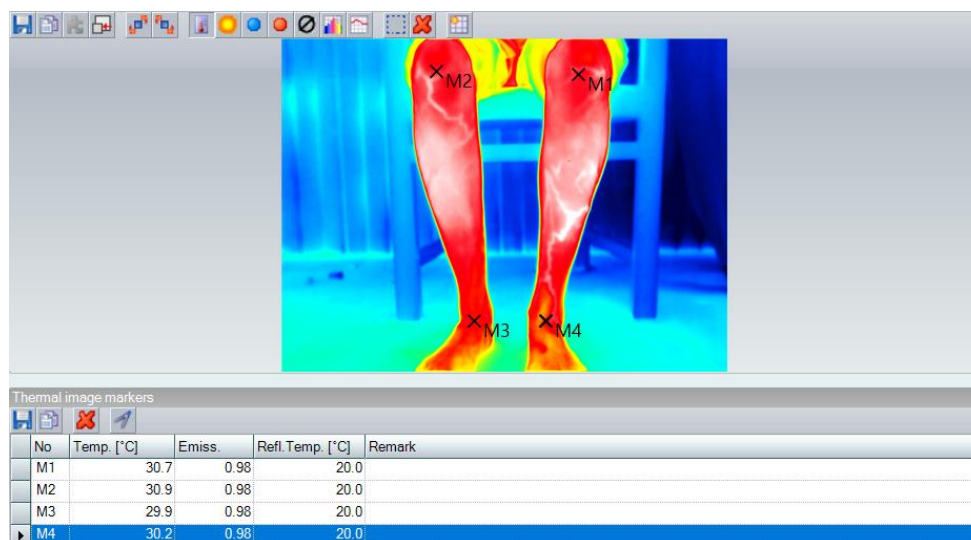 M2
M1
M3
M4
Thermal image markers
No Temp. [°C] Emiss. Refl.Temp. [°C] Remark
M1 30.7 0.98 20.0
M2 30.9 0.98 20.0
M3 29.9 0.98 20.0
M4 30.2 0.98 20.0